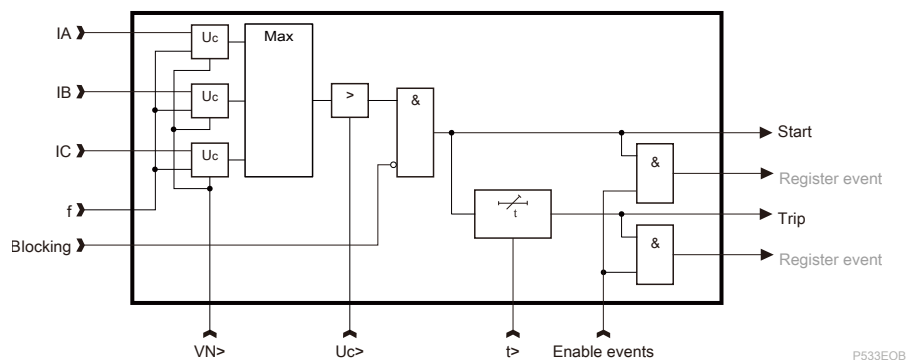 IA
IB
IC
f
Blocking
Uc
Uc
Uc
Max
>
&
t
&
&
Start
Register event
Trip
Register event
VN>
Uc>
t>
Enable events
P533EOB